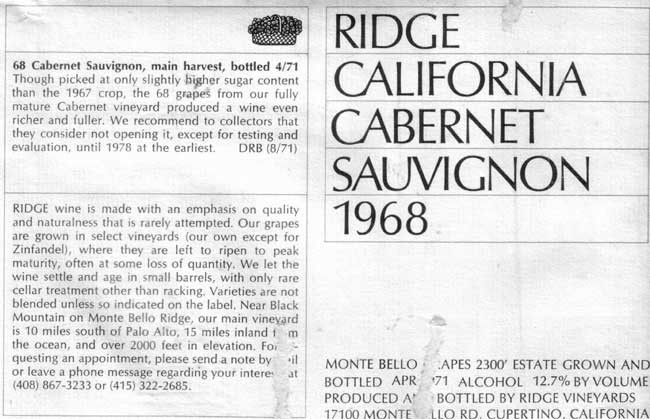 68 Cabernet Sauvignon, main harvest, bottled 4/71
Though picked at only slightly higher sugar content
than the 1967 crop, the 68 grapes from our fully
mature Cabernet vineyard produced a wine even
richer and fuller. We recommend to collectors that
they consider not opening it, except for testing and
evaluation, until 1978 at the earliest. DRB (8/71)
RIDGE wine is made with an emphasis on quality
and naturalness that is rarely attempted. Our grapes
are grown in select vineyards (our own except for
Zinfandel), where they are left to ripen to peak
maturity, often at some loss of quantity. We let the
wine settle and age in small barrels, with only rare
cellar treatment other than racking. Varieties are not
blended unless so indicated on the label. Near Black
Mountain on Monte Bello Ridge, our main vineyard
is 10 miles south of Palo Alto, 15 miles inland
the ocean, and over 2000 feet in elevation.
questing an appointment, please send a note by
or leave a phone message regarding your at
(408) 867-3233 or (415) 322-2685.
RIDGE
CALIFORNIA
CABERNET
SAUVIGNON
1968
MONTE BELLO 2300' ESTATE GROWN AND
BOTTLED APR '71 ALCOHOL 12.7% BY VOLUME
PRODUCED BOTTLED BY RIDGE VINEYARDS
17100 RD, CUPERTINO, CALIFORNIA